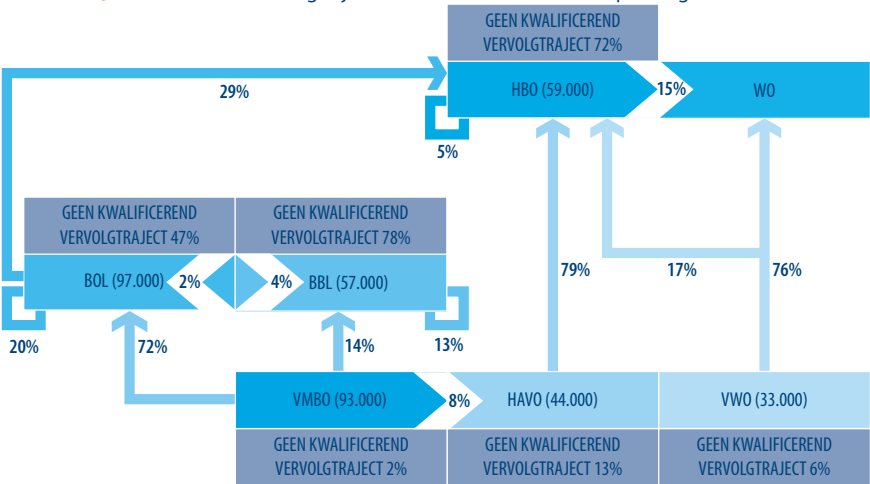 GEEN KWALIFICEREND
VERVOLGTRAJECT 72%
29%
HBO (59.000)
15%
WO
5%
GEEN KWALIFICEREND
VERVOLGTRAJECT 47%
GEEN KWALIFICEREND
VERVOLGTRAJECT 78%
BOL (97.000)
2%
4%
BBL (57.000)
79%
17%
76%
20%
72%
14%
13%
VMBO (93.000)
8%
HAVO (44.000)
VWO (33.000)
GEEN KWALIFICEREND
VERVOLGTRAJECT 2%
GEEN KWALIFICEREND
VERVOLGTRAJECT 13%
GEEN KWALIFICEREND
VERVOLGTRAJECT 6%